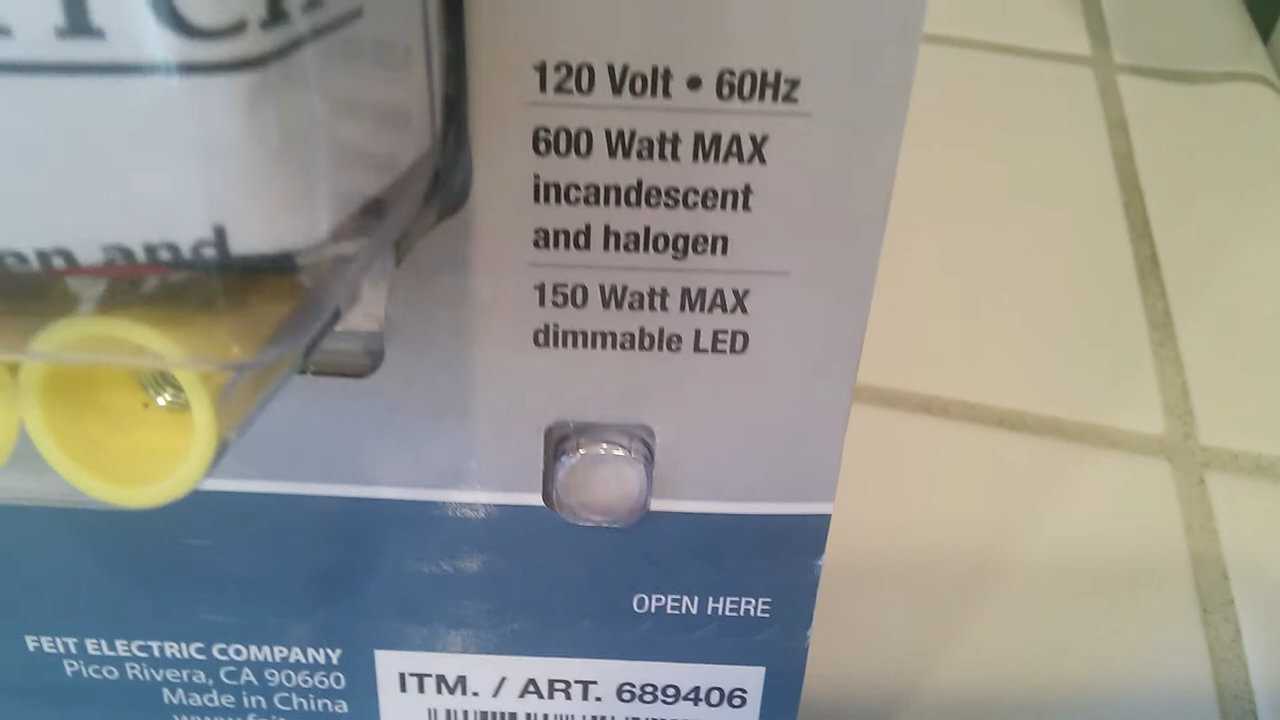 120 Volt • 60Hz
600 Watt MAX
incandescent
and halogen
150 Watt MAX
dimmable LED
and
OPEN HERE
FEIT ELECTRIC COMPANY
Pico Rivera, CA 90660
Made in China
ITM. / ART. 689406